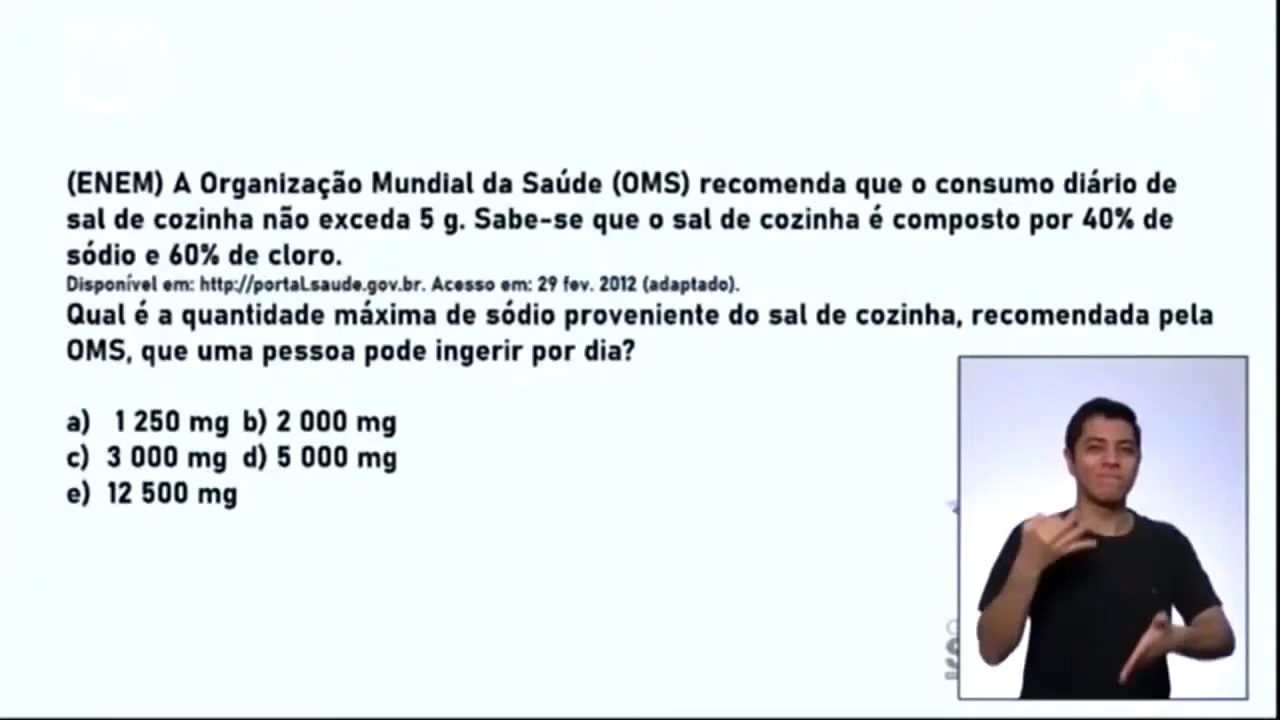 (ENEM) A Organização Mundial da Saúde (OMS) recomenda que o consumo diário de
sal de cozinha não exceda 5 g. Sabe-se que o sal de cozinha é composto por 40% de
sódio e 60% de cloro.
Disponível em: http://portal.saude.gov.br. Acesso em: 29 fev. 2012 (adaptado).
Qual é a quantidade máxima de sódio proveniente do sal de cozinha, recomendada pela
OMS, que uma pessoa pode ingerir por dia?
a) 1 250 mg b) 2 000 mg
c) 3 000 mg d) 5 000 mg
e) 12 500 mg